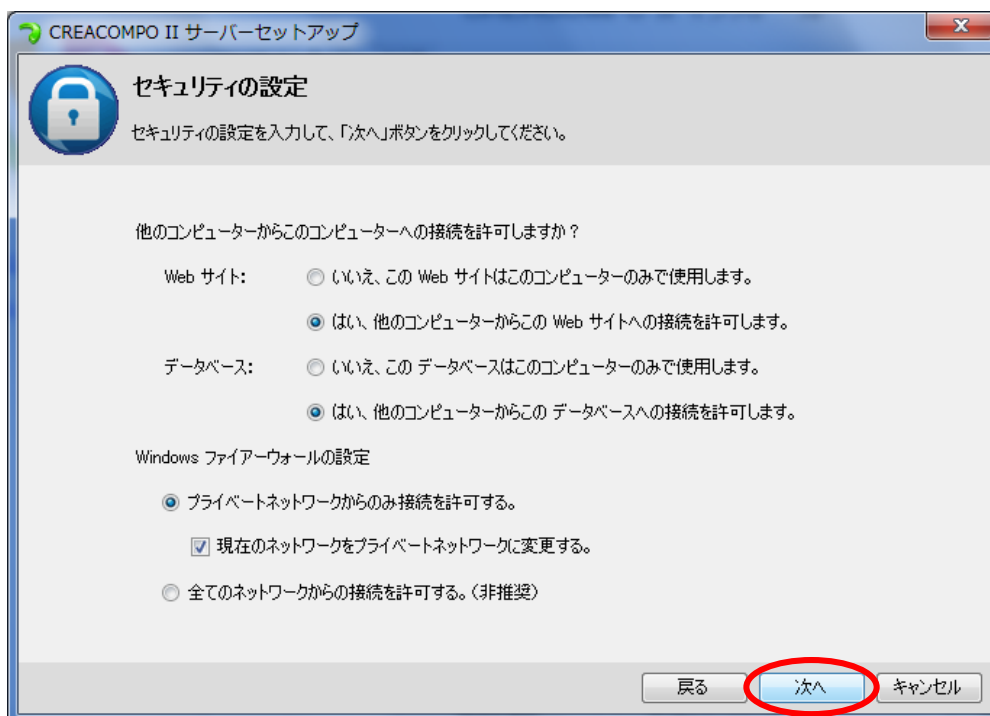 CREACOMPO II サーバーセットアップ
セキュリティの設定
セキュリティの設定を入力して、「次へ」ボタンをクリックしてください。
他のコンピューターからこのコンピューターへの接続を許可しますか？
Web サイト: いいえ、この Web サイトはこのコンピューターのみで使用します。
はい、他のコンピューターからこの Web サイトへの接続を許可します。
データベース: いいえ、この データベースはこのコンピューターのみで使用します。
はい、他のコンピューターからこの データベースへの接続を許可します。
Windows ファイアーウォールの設定
プライベートネットワークからのみ接続を許可する。
現在のネットワークをプライベートネットワークに変更する。
全てのネットワークからの接続を許可する。（非推奨）
戻る 次へ キャンセル